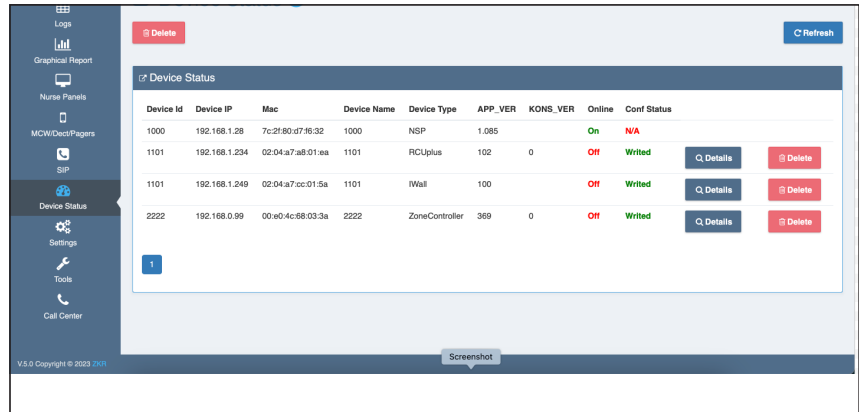 Logs
Graphical Report
Nurse Panels
MCW/Dect/Pagers
SIP
Device Status
Settings
Tools
Call Center
V.5.0 Copyright © 2023 ZKR
Delete
Refresh
Device Status
Device Id Device IP Mac Device Name Device Type APP_VER KONS_VER Online Conf Status
1000 192.168.1.28 7c:2f:80:d7:f6:32 1000 NSP 1.085 On N/A
1101 192.168.1.234 02:04:a7:a8:01:ea 1101 RCUplus 102 0 Off Writed Details Delete
1101 192.168.1.249 02:04:a7:cc:01:5a 1101 IWall 100 Off Writed Details Delete
2222 192.168.0.99 00:e0:4c:68:03:3a 2222 ZoneController 369 0 Off Writed Details Delete
1
Screenshot